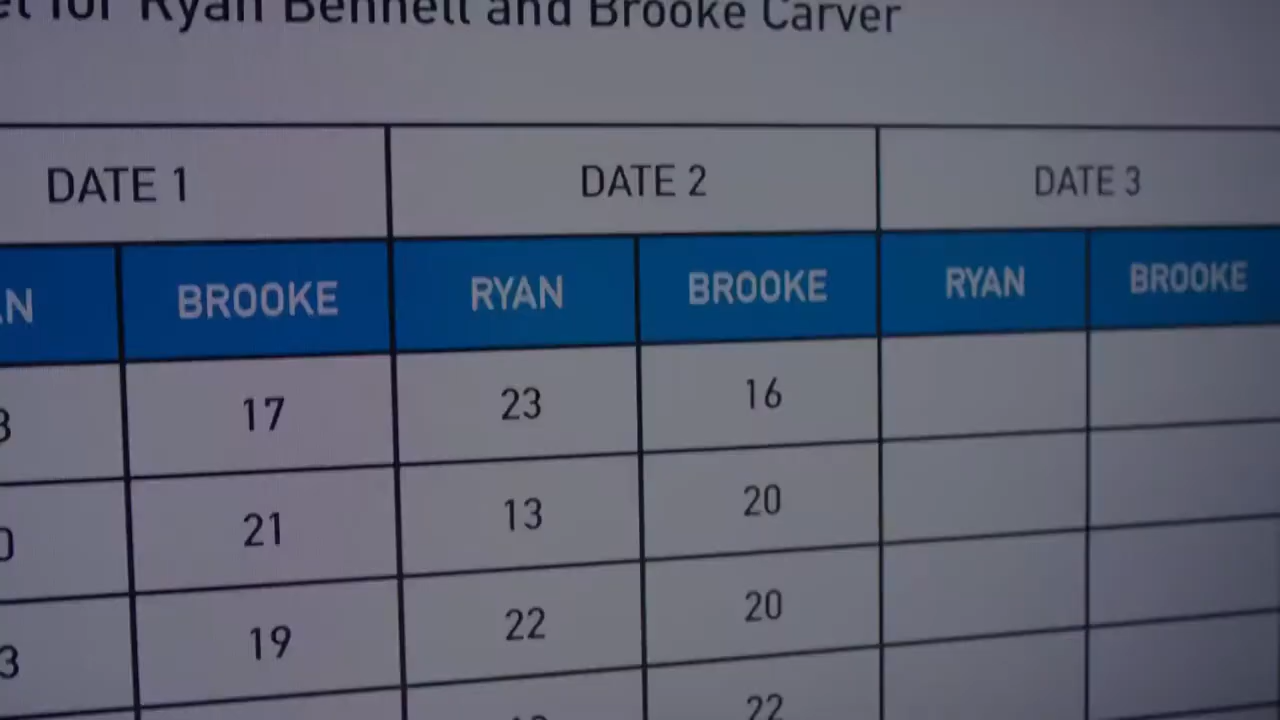 for Ryan Bennett and Brooke Carver
DATE 1 DATE 2 DATE 3
BROOKE RYAN BROOKE RYAN BROOKE
17 23 16
21 13 20
19 22 20
22